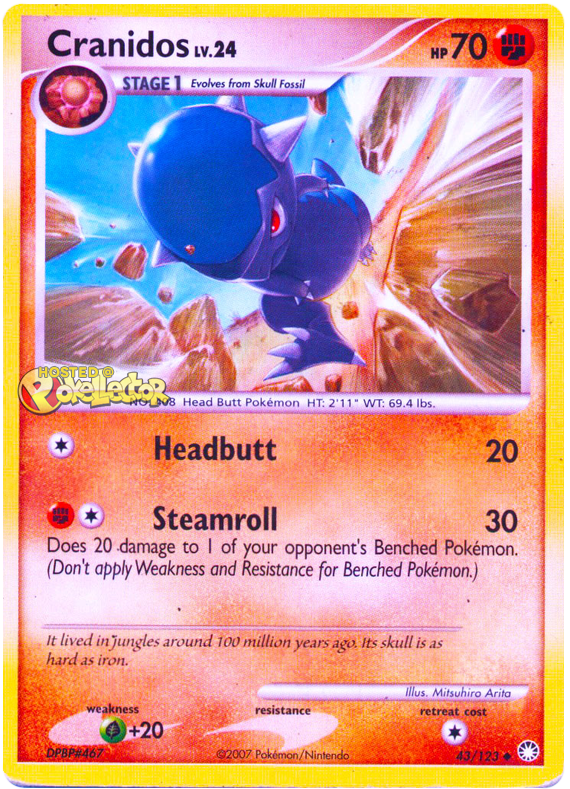 Cranidos LV.24
HP 70
STAGE 1 Evolves from Skull Fossil
HOSTED @
Pokellector
Head Butt Pokémon HT: 2'11" WT: 69.4 lbs.
Headbutt 20
Steamroll 30
Does 20 damage to 1 of your opponent's Benched Pokémon.
(Don't apply Weakness and Resistance for Benched Pokémon.)
It lived in jungles around 100 million years ago. Its skull is as
hard as iron.
Illus. Mitsuhiro Arita
weakness resistance retreat cost
+20
DPBP#467 ©2007 Pokémon/Nintendo 43/123